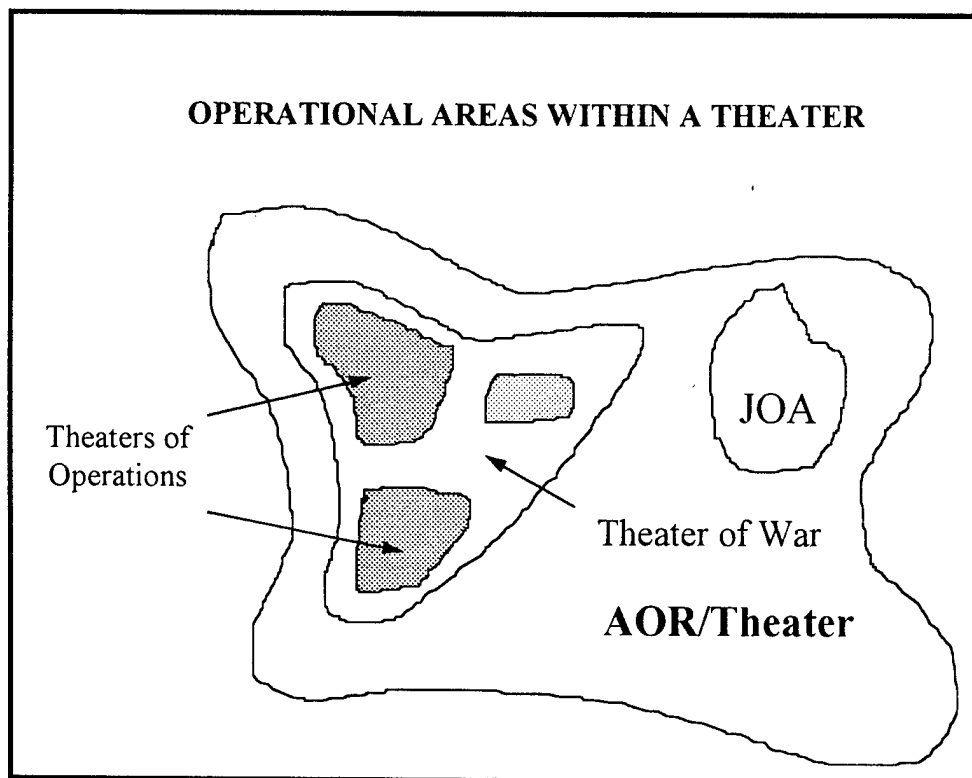 OPERATIONAL AREAS WITHIN A THEATER
JOA
Theaters of
Operations
Theater of War
AOR/Theater